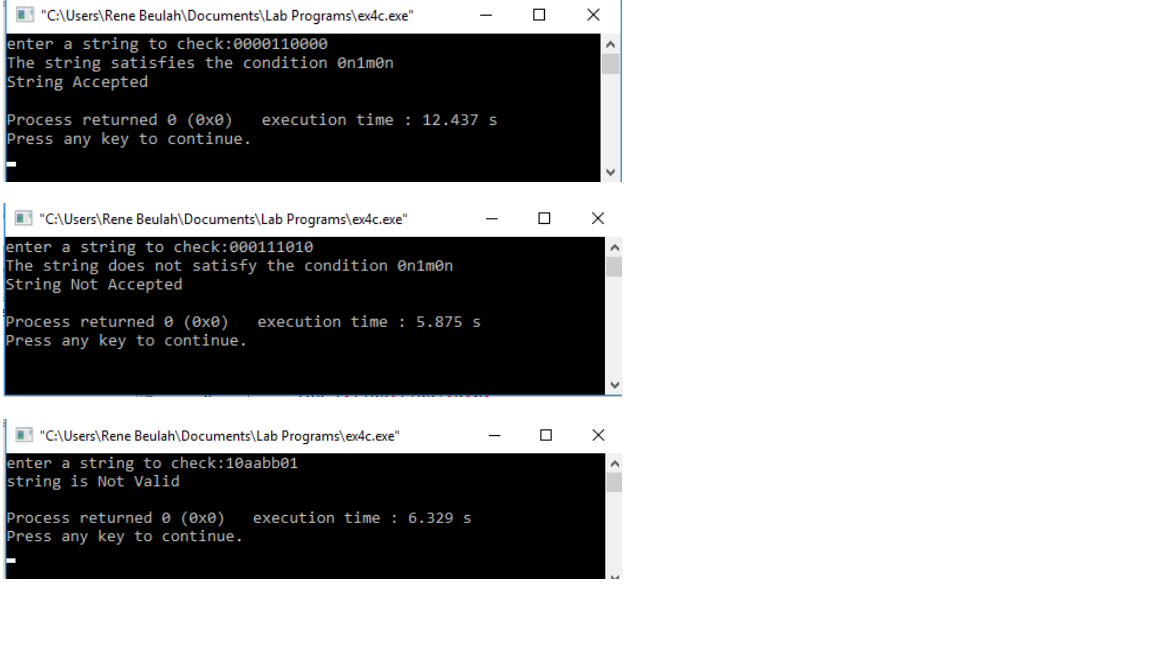 "C:\Users\Rene Beulah\Documents\Lab Programs\ex4c.exe"
enter a string to check:0000110000
The string satisfies the condition 0n1m0n
String Accepted
Process returned 0 (0x0)   execution time : 12.437 s
Press any key to continue.
"C:\Users\Rene Beulah\Documents\Lab Programs\ex4c.exe"
enter a string to check:000111010
The string does not satisfy the condition 0n1m0n
String Not Accepted
Process returned 0 (0x0)   execution time : 5.875 s
Press any key to continue.
"C:\Users\Rene Beulah\Documents\Lab Programs\ex4c.exe"
enter a string to check:10aabb01
string is Not Valid
Process returned 0 (0x0)   execution time : 6.329 s
Press any key to continue.